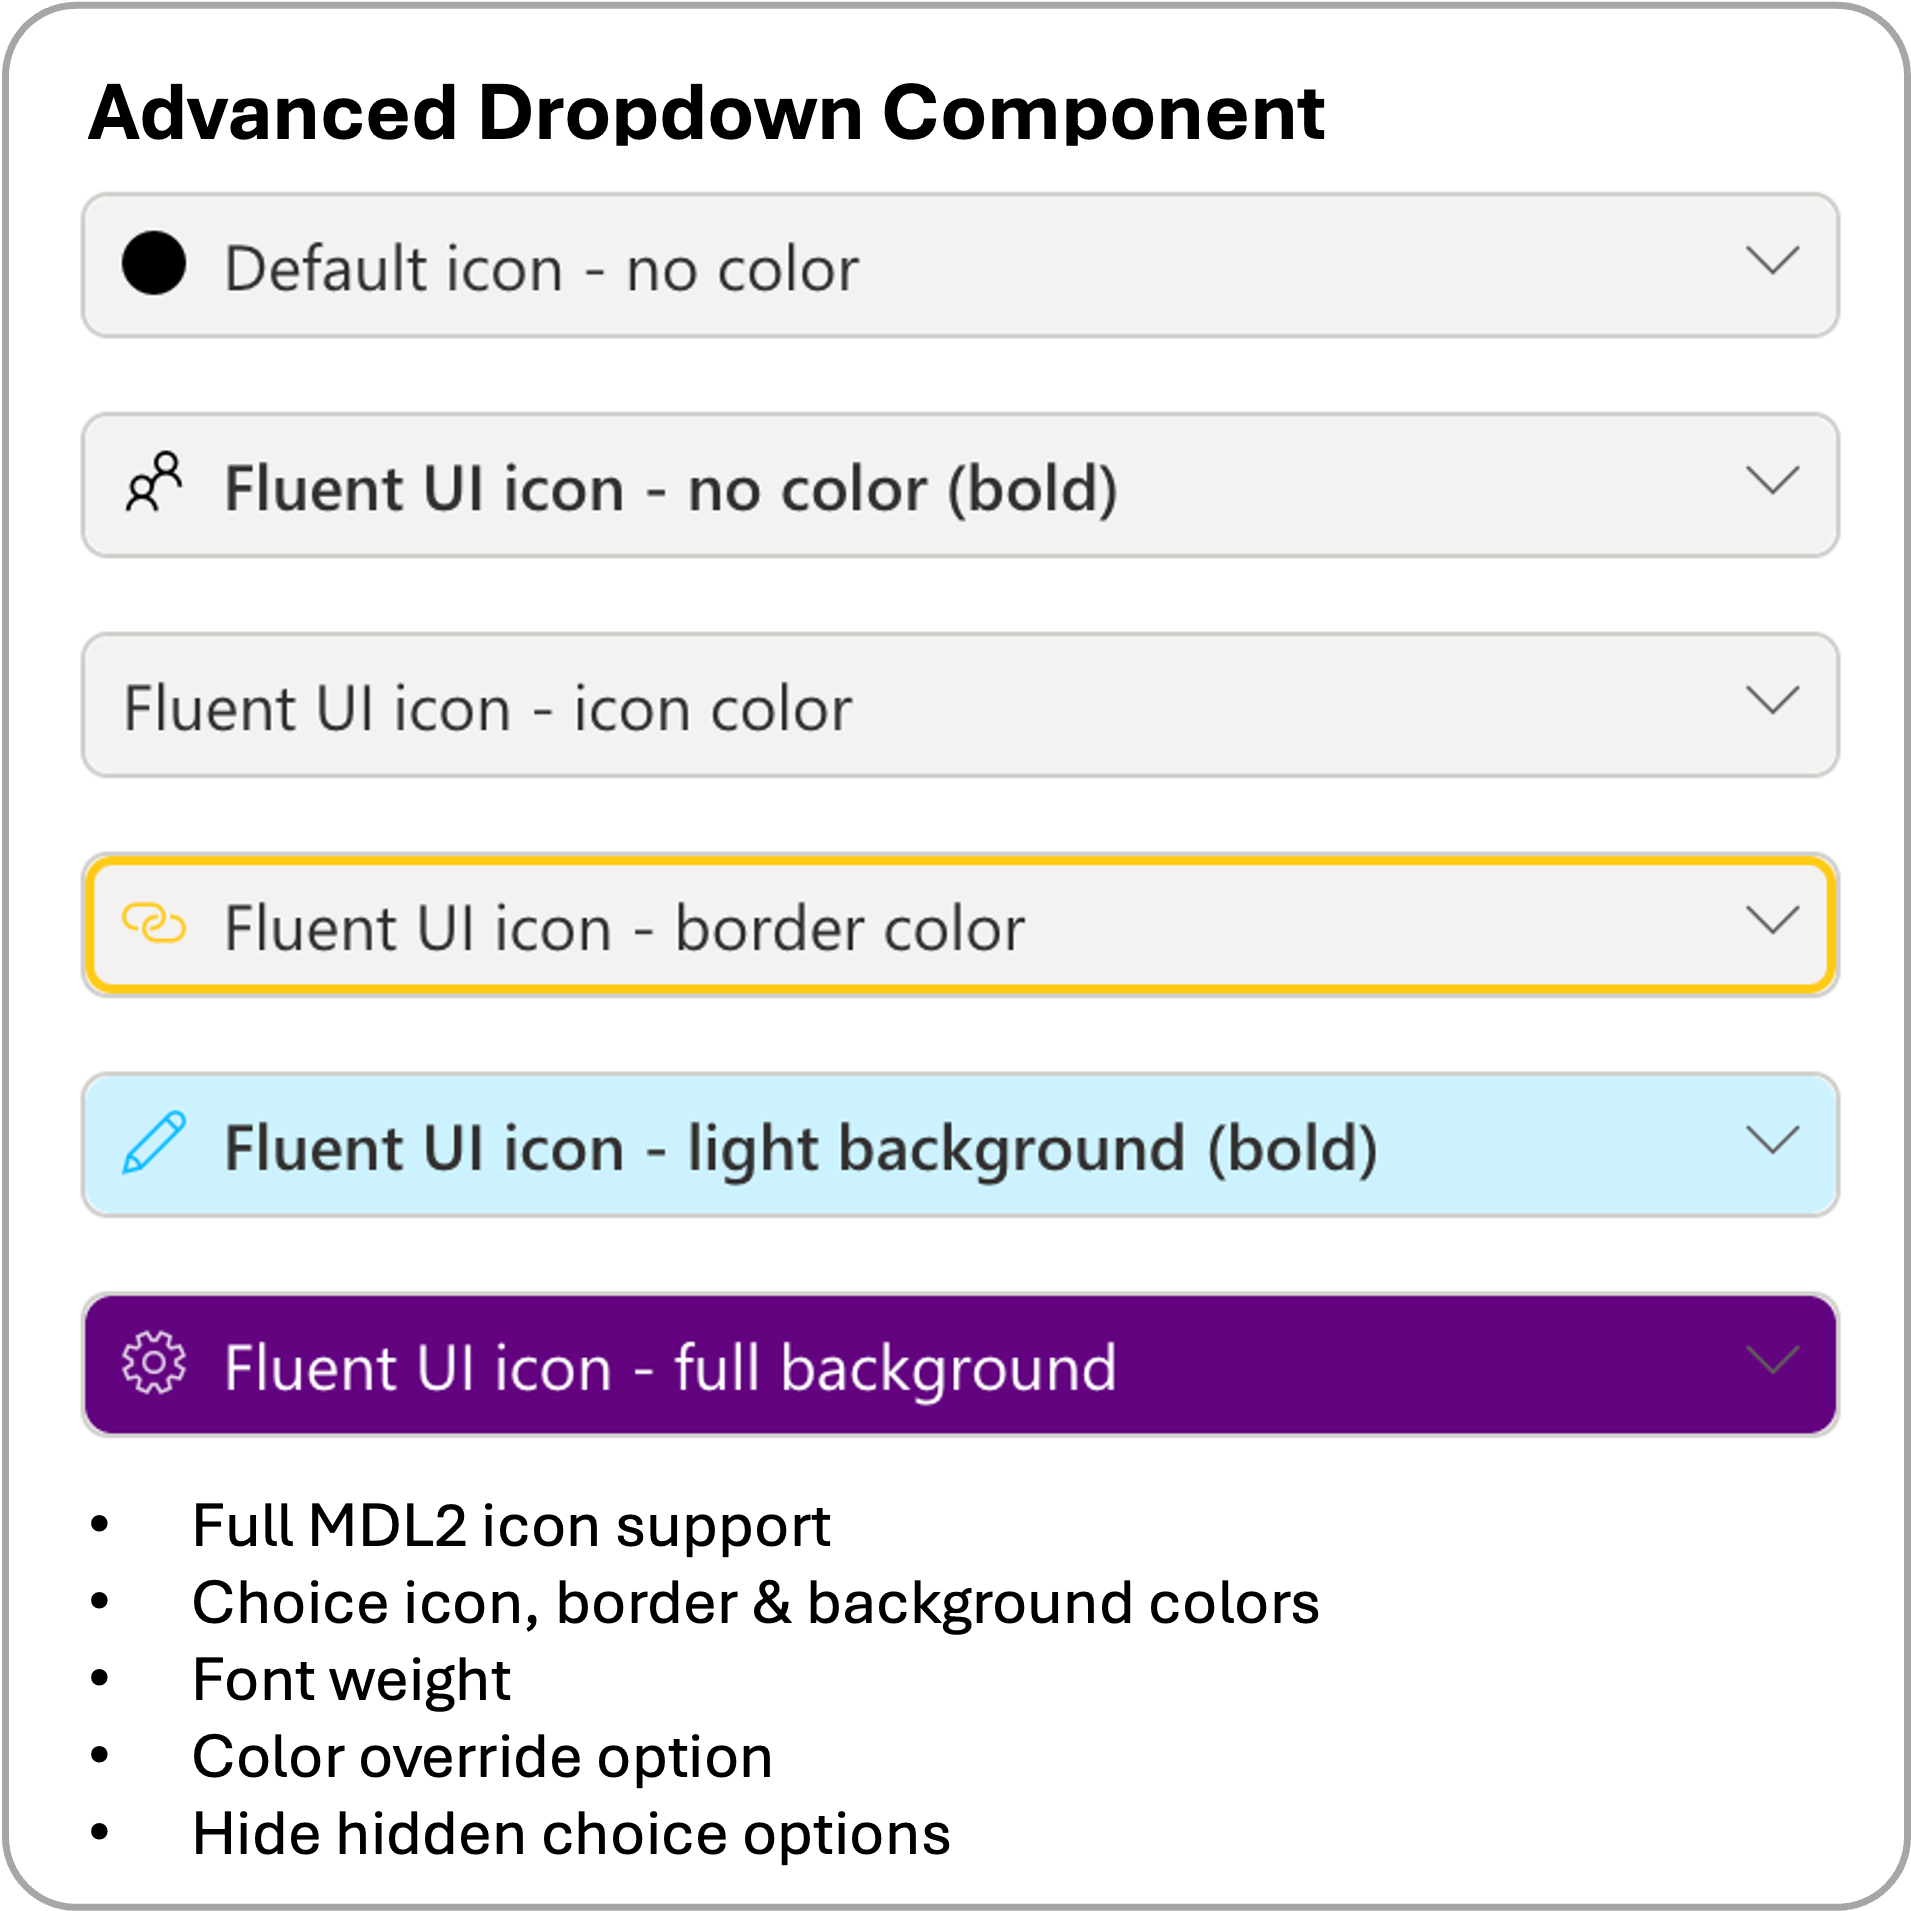 Advanced Dropdown Component
Default icon - no color
Fluent UI icon - no color (bold)
Fluent UI icon - icon color
Fluent UI icon - border color
Fluent UI icon - light background (bold)
Fluent UI icon - full background
• Full MDL2 icon support
• Choice icon, border & background colors
• Font weight
• Color override option
• Hide hidden choice options